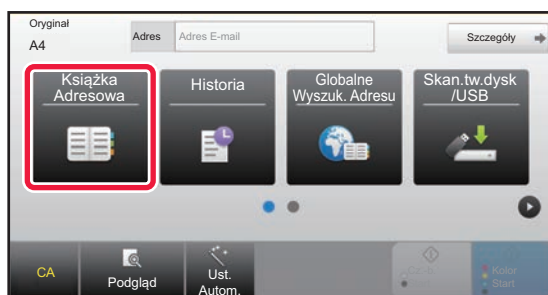 Oryginał
A4
Adres
Adres E-mail
Szczegóły
Książka
Adresowa
Historia
Globalne
Wyszuk. Adresu
Skan.tw.dysk
/USB
CA
Podgląd
Ust.
Autom.
Kolor
Start